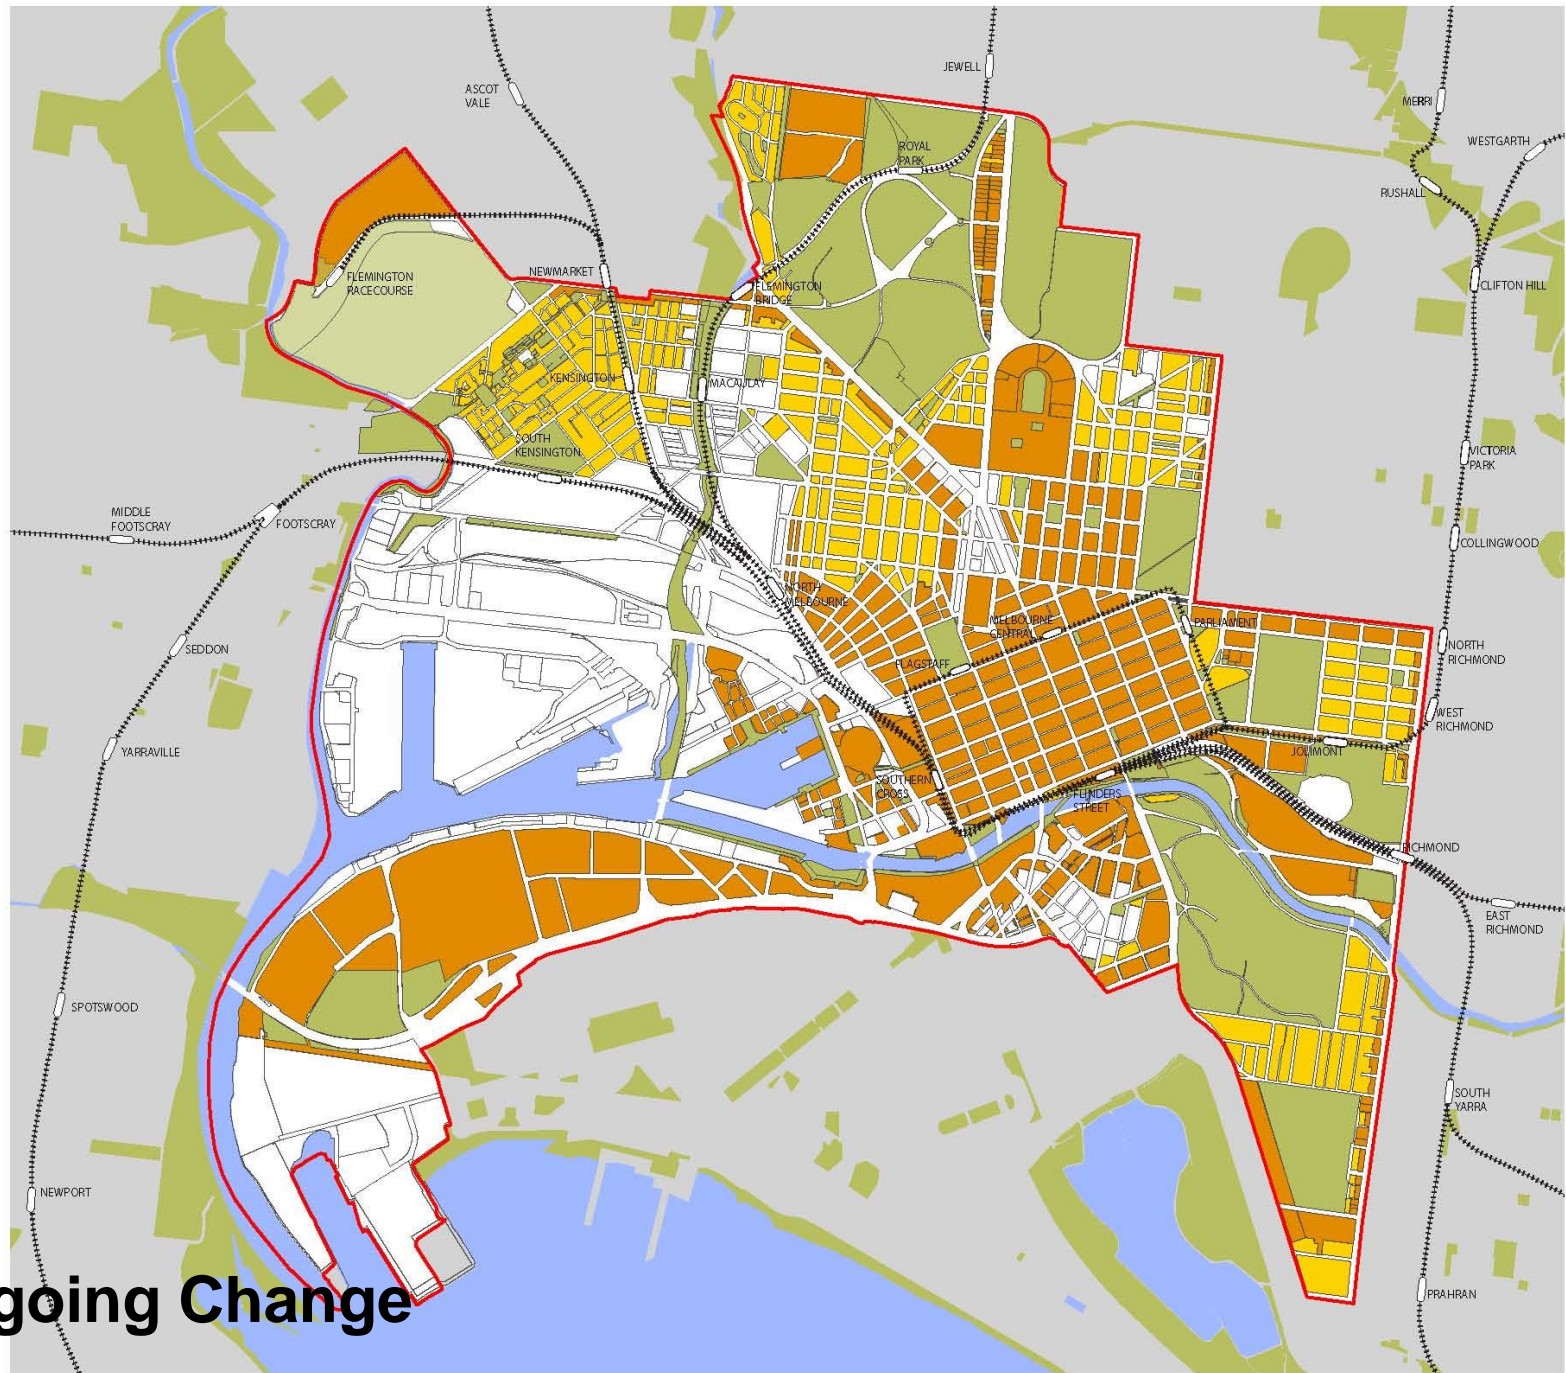 JEWELL
ASCOT
VALE
MERRI
WESTGARTH
ROYAL
PARK
RUSHALL
FLEMINGTON
RACECOURSE
NEWMARKET
FLEMINGTON
BRIDGE
CLIFTON HILL
KENSINGTON
MACAULAY
SOUTH
KENSINGTON
VICTORIA
PARK
MIDDLE
FOOTSCRAY
FOOTSCRAY
COLLINGWOOD
NORTH
MELBOURNE
MELBOURNE
CENTRAL
PARLIAMENT
SEDDON
FLAGSTAFF
NORTH
RICHMOND
WEST
RICHMOND
YARRAVILLE
JOLIMONT
SOUTHERN
CROSS
FLINDERS
STREET
RICHMOND
EAST
RICHMOND
SPOTSWOOD
SOUTH
YARRA
NEWPORT
PRAHRAN
going Change